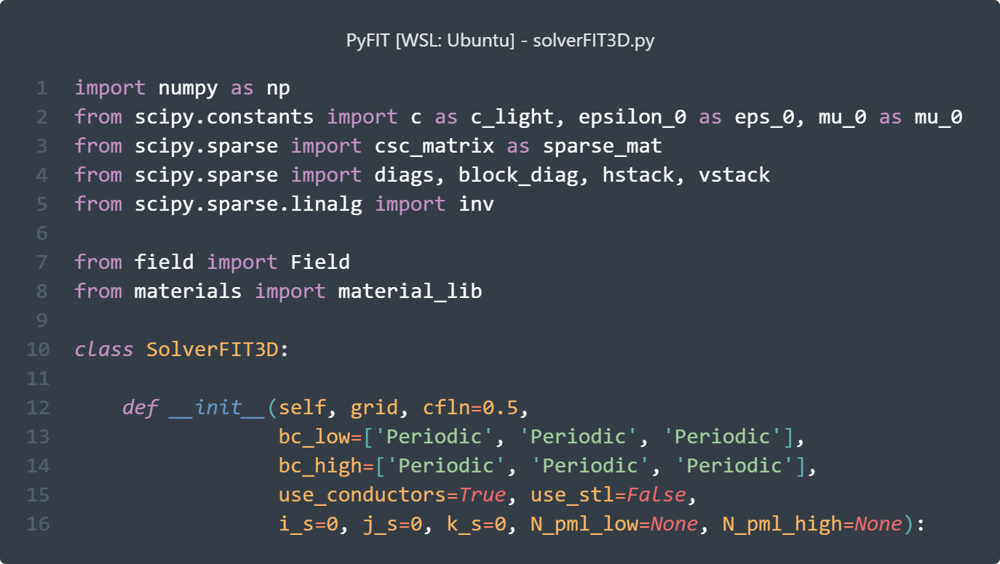 PyFIT [WSL: Ubuntu] - solverFIT3D.py
1 import numpy as np
2 from scipy.constants import c as c_light, epsilon_0 as eps_0, mu_0 as mu_0
3 from scipy.sparse import csc_matrix as sparse_mat
4 from scipy.sparse import diags, block_diag, hstack, vstack
5 from scipy.sparse.linalg import inv
6
7 from field import Field
8 from materials import material_lib
9
10 class SolverFIT3D:
11
12     def __init__(self, grid, cfln=0.5,
13                  bc_low=['Periodic', 'Periodic', 'Periodic'],
14                  bc_high=['Periodic', 'Periodic', 'Periodic'],
15                  use_conductors=True, use_stl=False,
16                  i_s=0, j_s=0, k_s=0, N_pml_low=None, N_pml_high=None):